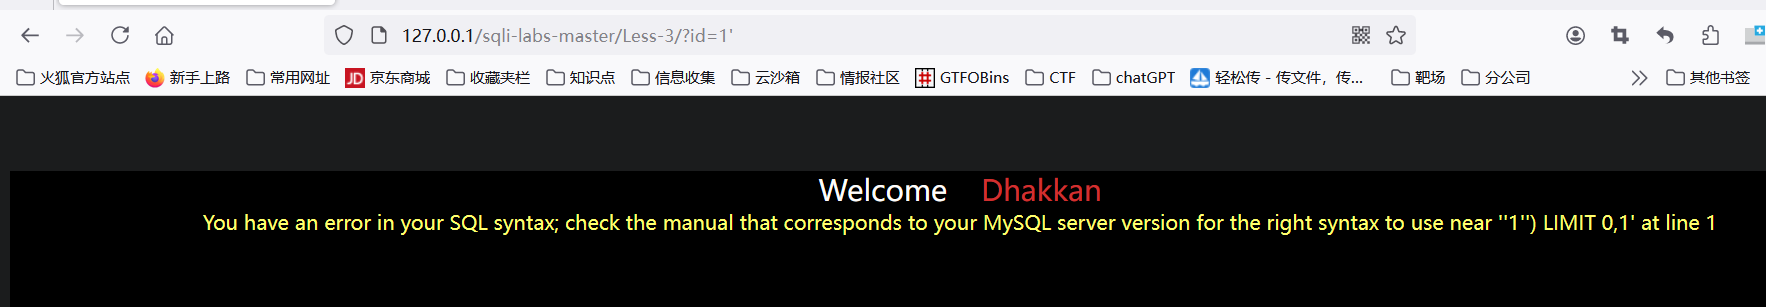 127.0.0.1/sqli-labs-master/Less-3/?id=1'
火狐官方站点 新手上路 常用网址 JD 京东商城 收藏夹栏 知识点 信息收集 云沙箱 情报社区 GTFOBins CTF chatGPT 轻松传 - 传文件，传... 靶场 分公司 其他书签
Welcome Dhakkan
You have an error in your SQL syntax; check the manual that corresponds to your MySQL server version for the right syntax to use near ''1'') LIMIT 0,1' at line 1